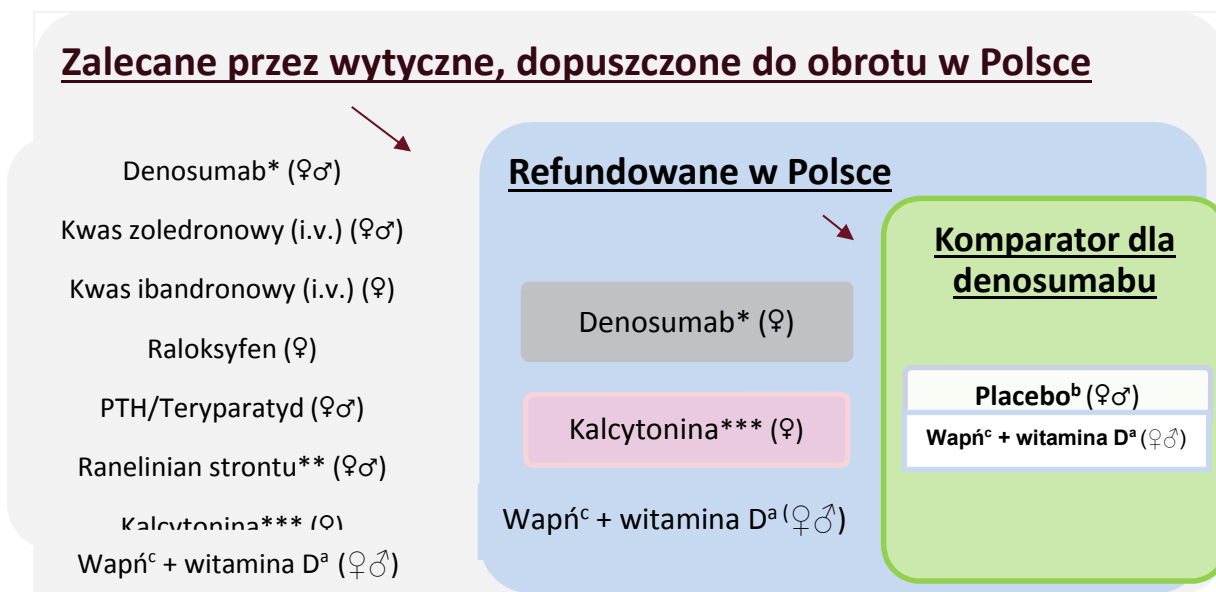 Zalecane przez wytyczne, dopuszczone do obrotu w Polsce
Denosumab* (♀♂)
Kwas zoledronowy (i.v.) (♀♂)
Kwas ibandronowy (i.v.) (♀)
Raloksyfen (♀)
PTH/Teryparatyd (♀♂)
Ranelinian strontu** (♀♂)
Kalcytonina*** (♀)
Wapńᶜ + witamina Dᵃ (♀♂)
Refundowane w Polsce
Denosumab* (♀)
Kalcytonina*** (♀)
Wapńᶜ + witamina Dᵃ (♀♂)
Komparator dla
denosumabu
Placeboᵇ (♀♂)
Wapńᶜ + witamina Dᵃ (♀♂)